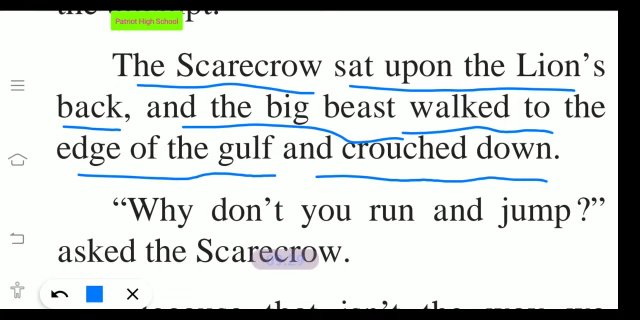 Patriot High School
The Scarecrow sat upon the Lion's
back, and the big beast walked to the
edge of the gulf and crouched down.
“Why don't you run and jump?”
asked the Scarecrow.